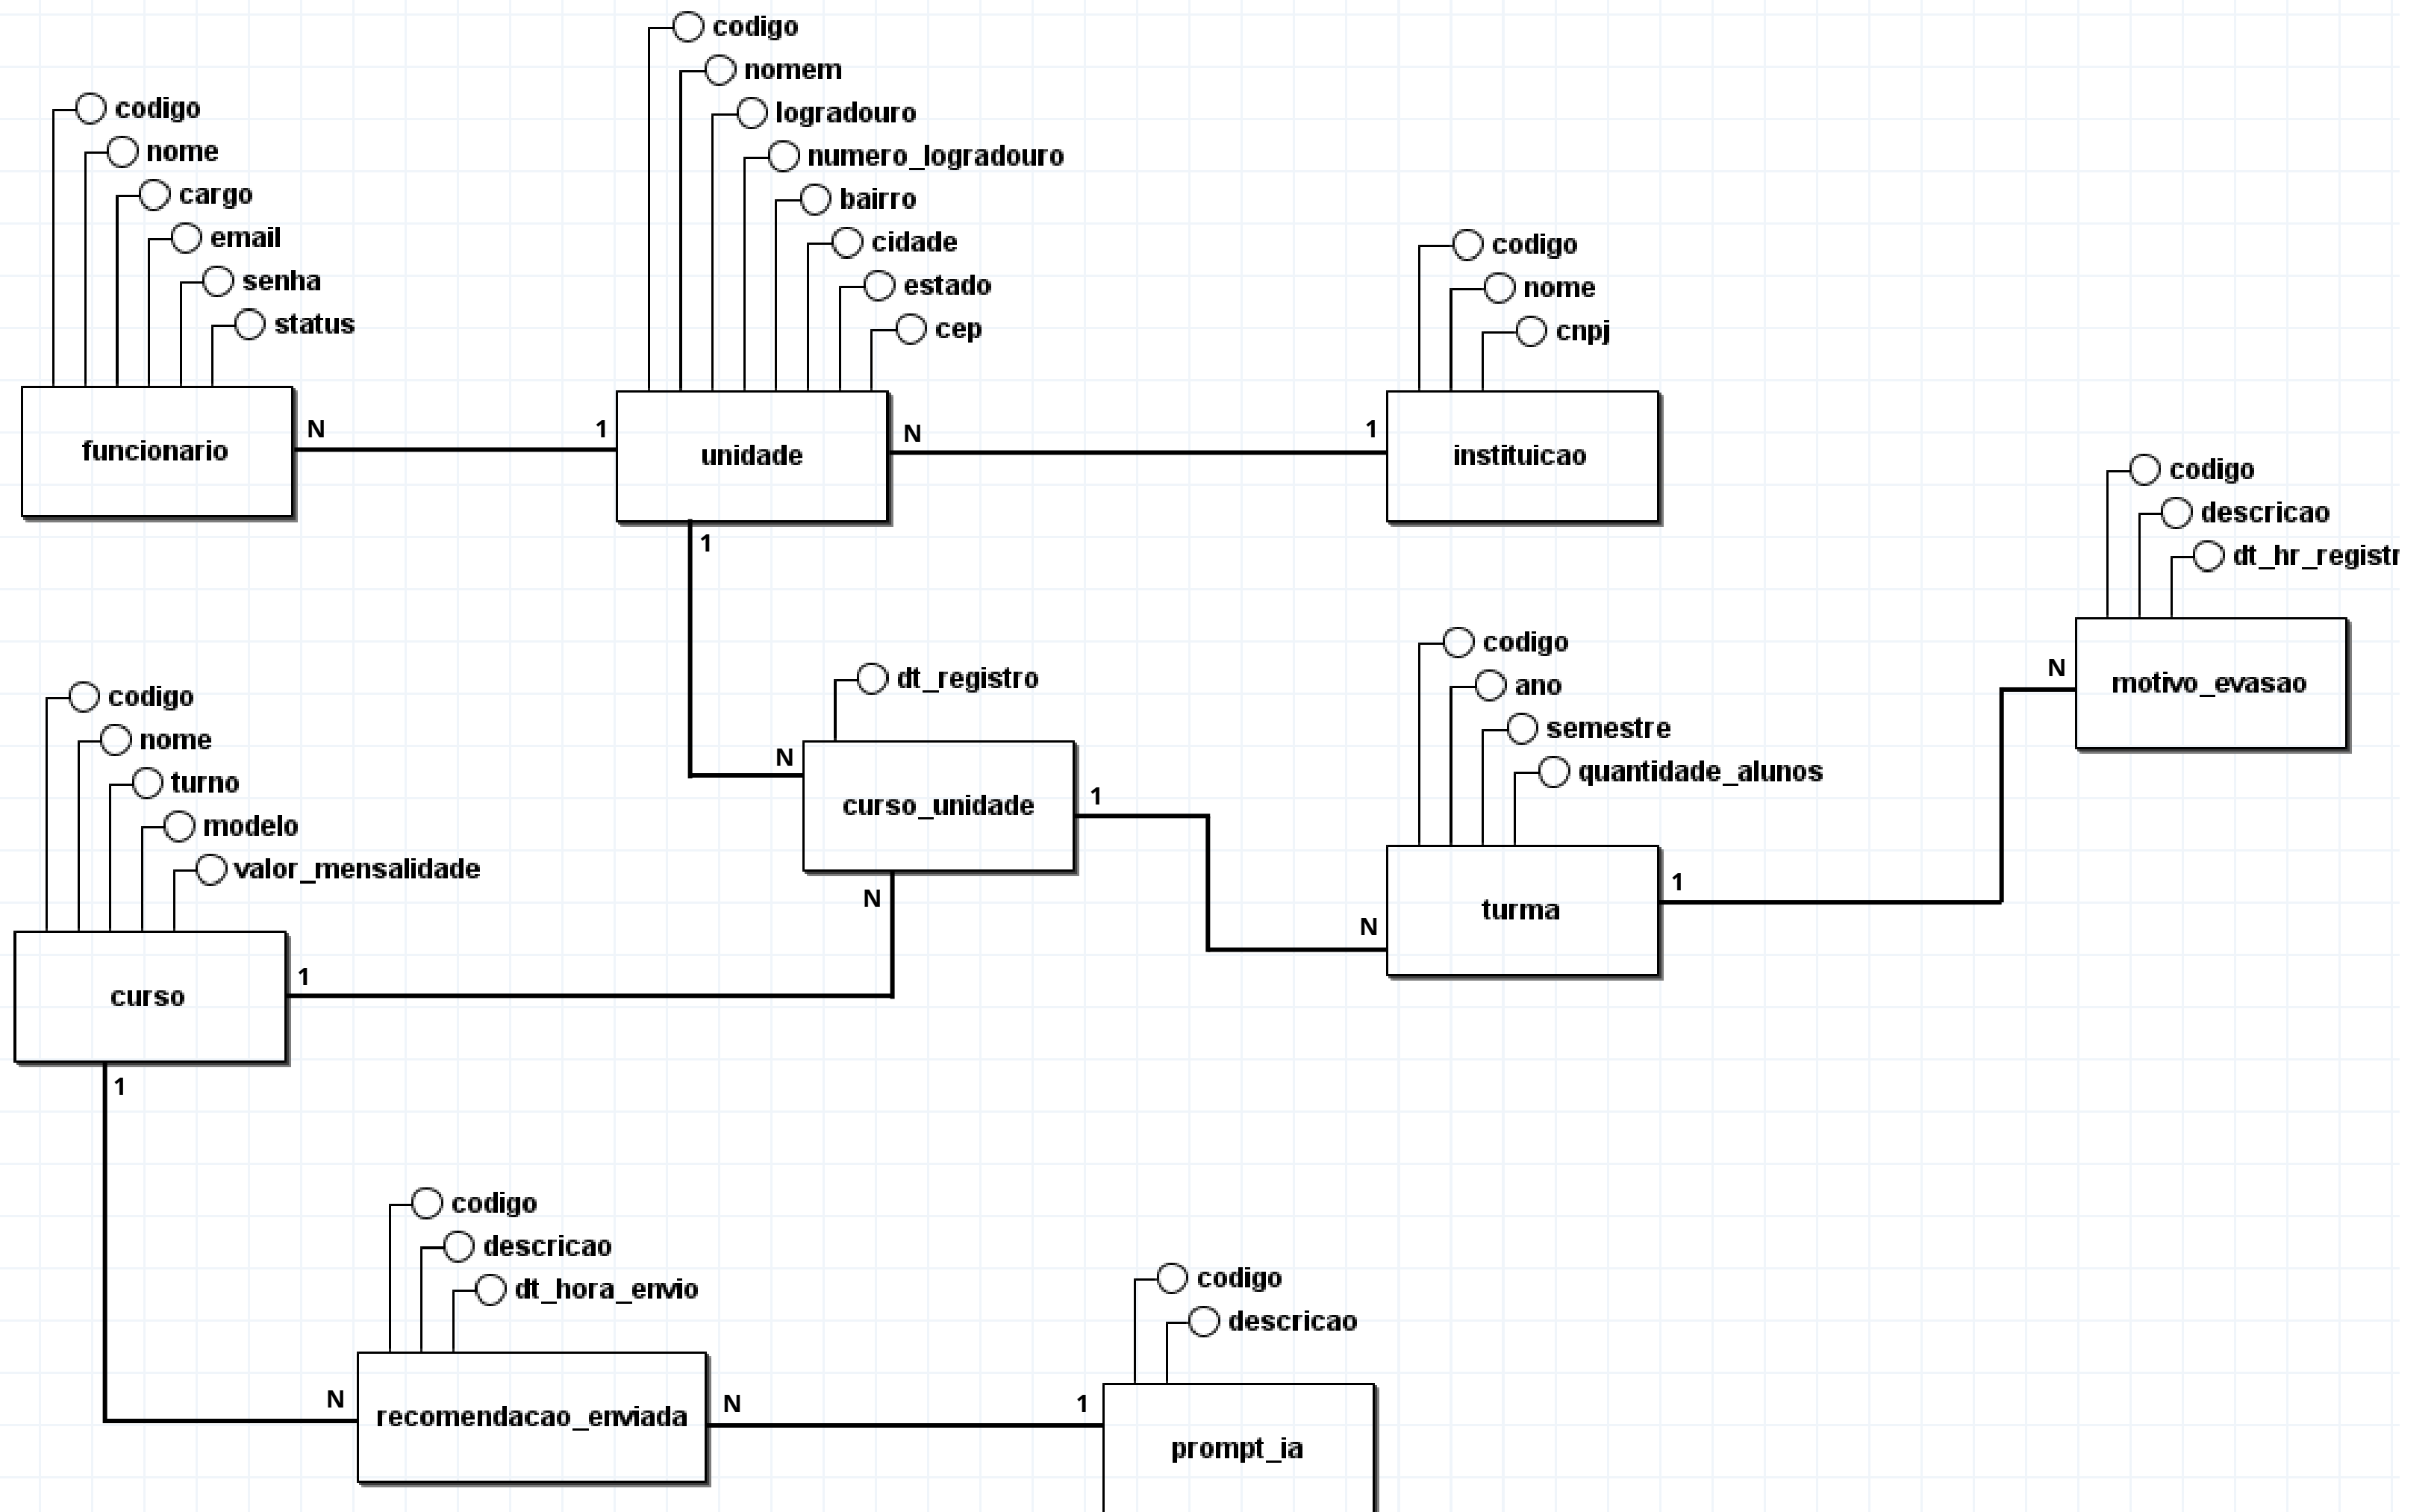 codigo
nomem
logradouro
numero_logradouro
bairro
cidade
estado
cep
codigo
nome
cargo
email
senha
status
codigo
nome
cnpj
funcionario
N
1
unidade
N
1
instituicao
1
codigo
descricao
dt_hr_registr
N
motivo_evasao
codigo
ano
semestre
quantidade_alunos
dt_registro
N
curso_unidade
1
N
codigo
nome
turno
modelo
valor_mensalidade
N
turma
1
curso
1
1
codigo
descricao
dt_hora_envio
N
recomendacao_enviada
N
1
codigo
descricao
prompt_ia